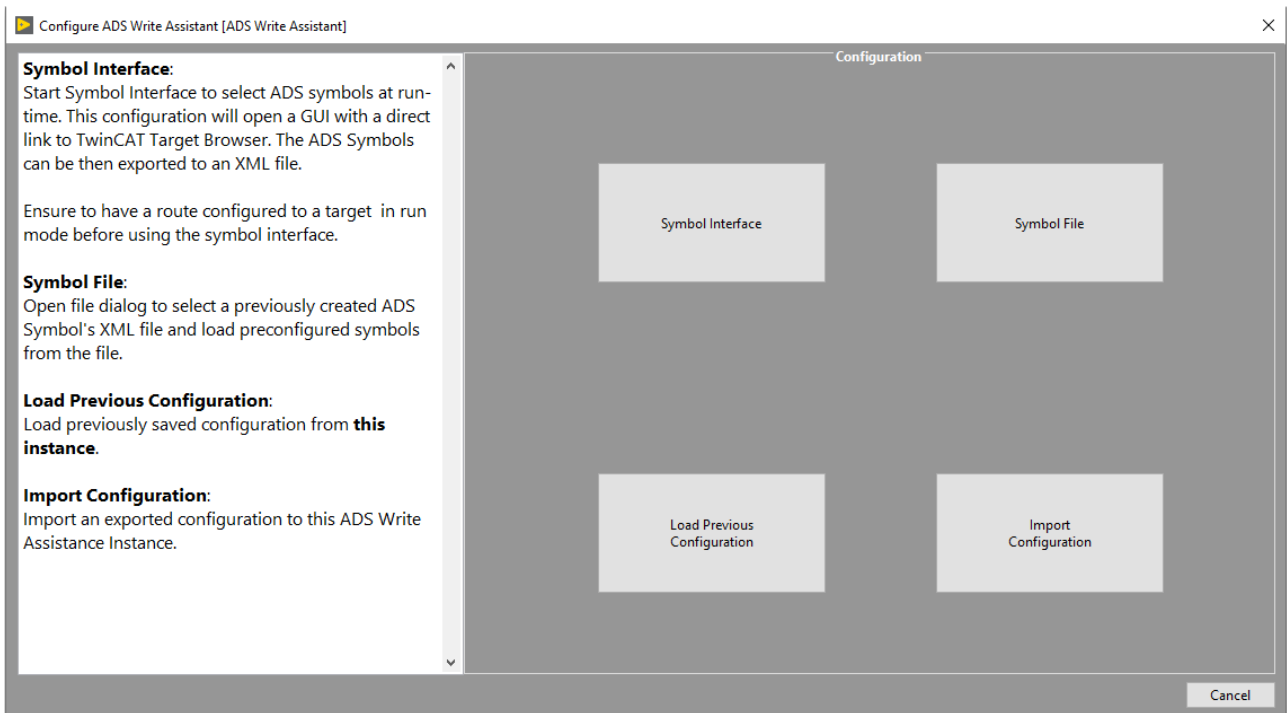 Configure ADS Write Assistant [ADS Write Assistant]
Symbol Interface:
Start Symbol Interface to select ADS symbols at run-
time. This configuration will open a GUI with a direct
link to TwinCAT Target Browser. The ADS Symbols
can be then exported to an XML file.
Ensure to have a route configured to a target  in run
mode before using the symbol interface.
Symbol File:
Open file dialog to select a previously created ADS
Symbol's XML file and load preconfigured symbols
from the file.
Load Previous Configuration:
Load previously saved configuration from this
instance.
Import Configuration:
Import an exported configuration to this ADS Write
Assistance Instance.
Configuration
Symbol Interface
Symbol File
Load Previous
Configuration
Import
Configuration
Cancel